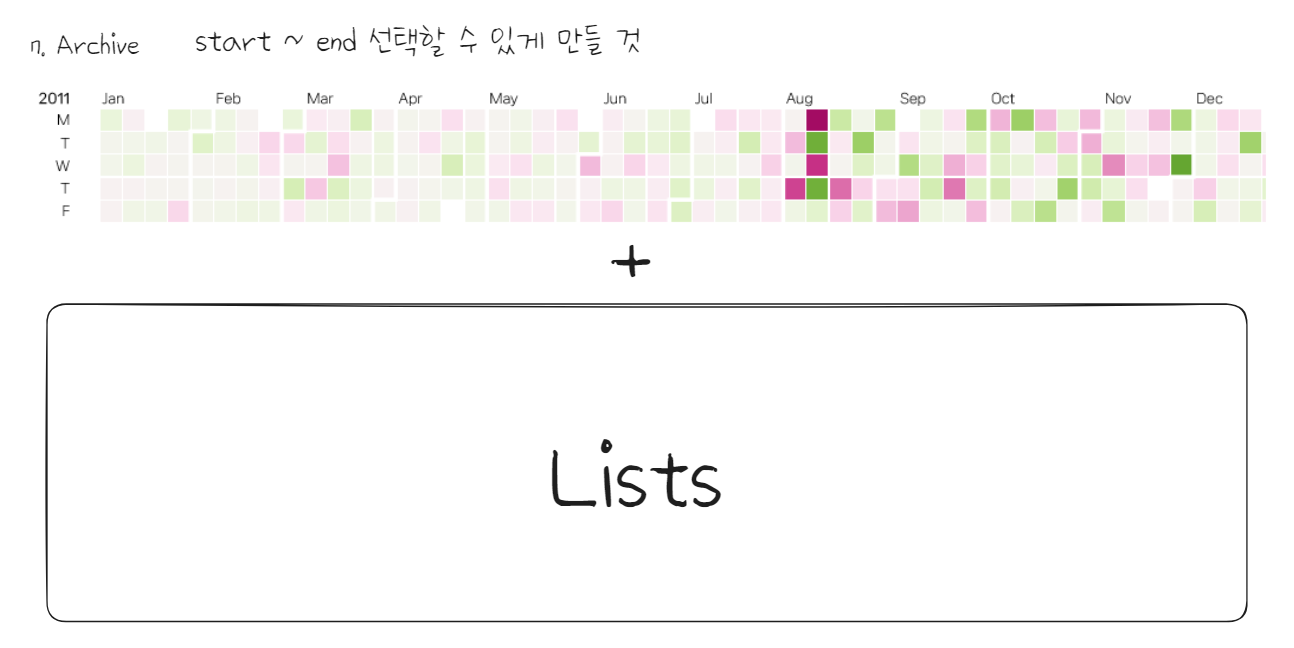 7. Archive start ~ end 선택할 수 있게 만들 것
2011 Jan Feb Mar Apr May Jun Jul Aug Sep Oct Nov Dec
M
T
W
T
F
+
Lists